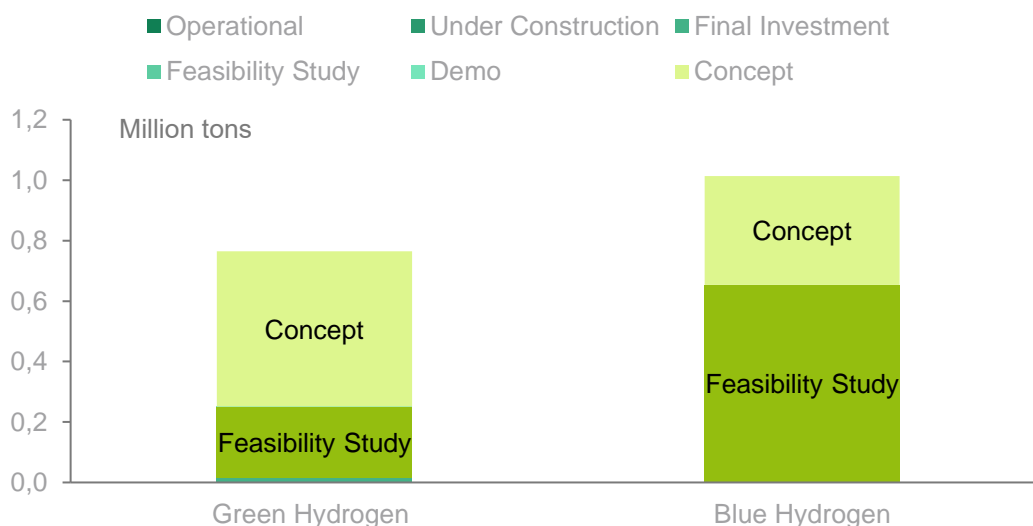 Operational Under Construction Final Investment
Feasibility Study Demo Concept
1,2
Million tons
1,0
0,8
0,6
0,4
0,2
0,0
Concept
Feasibility Study
Concept
Feasibility Study
Green Hydrogen Blue Hydrogen